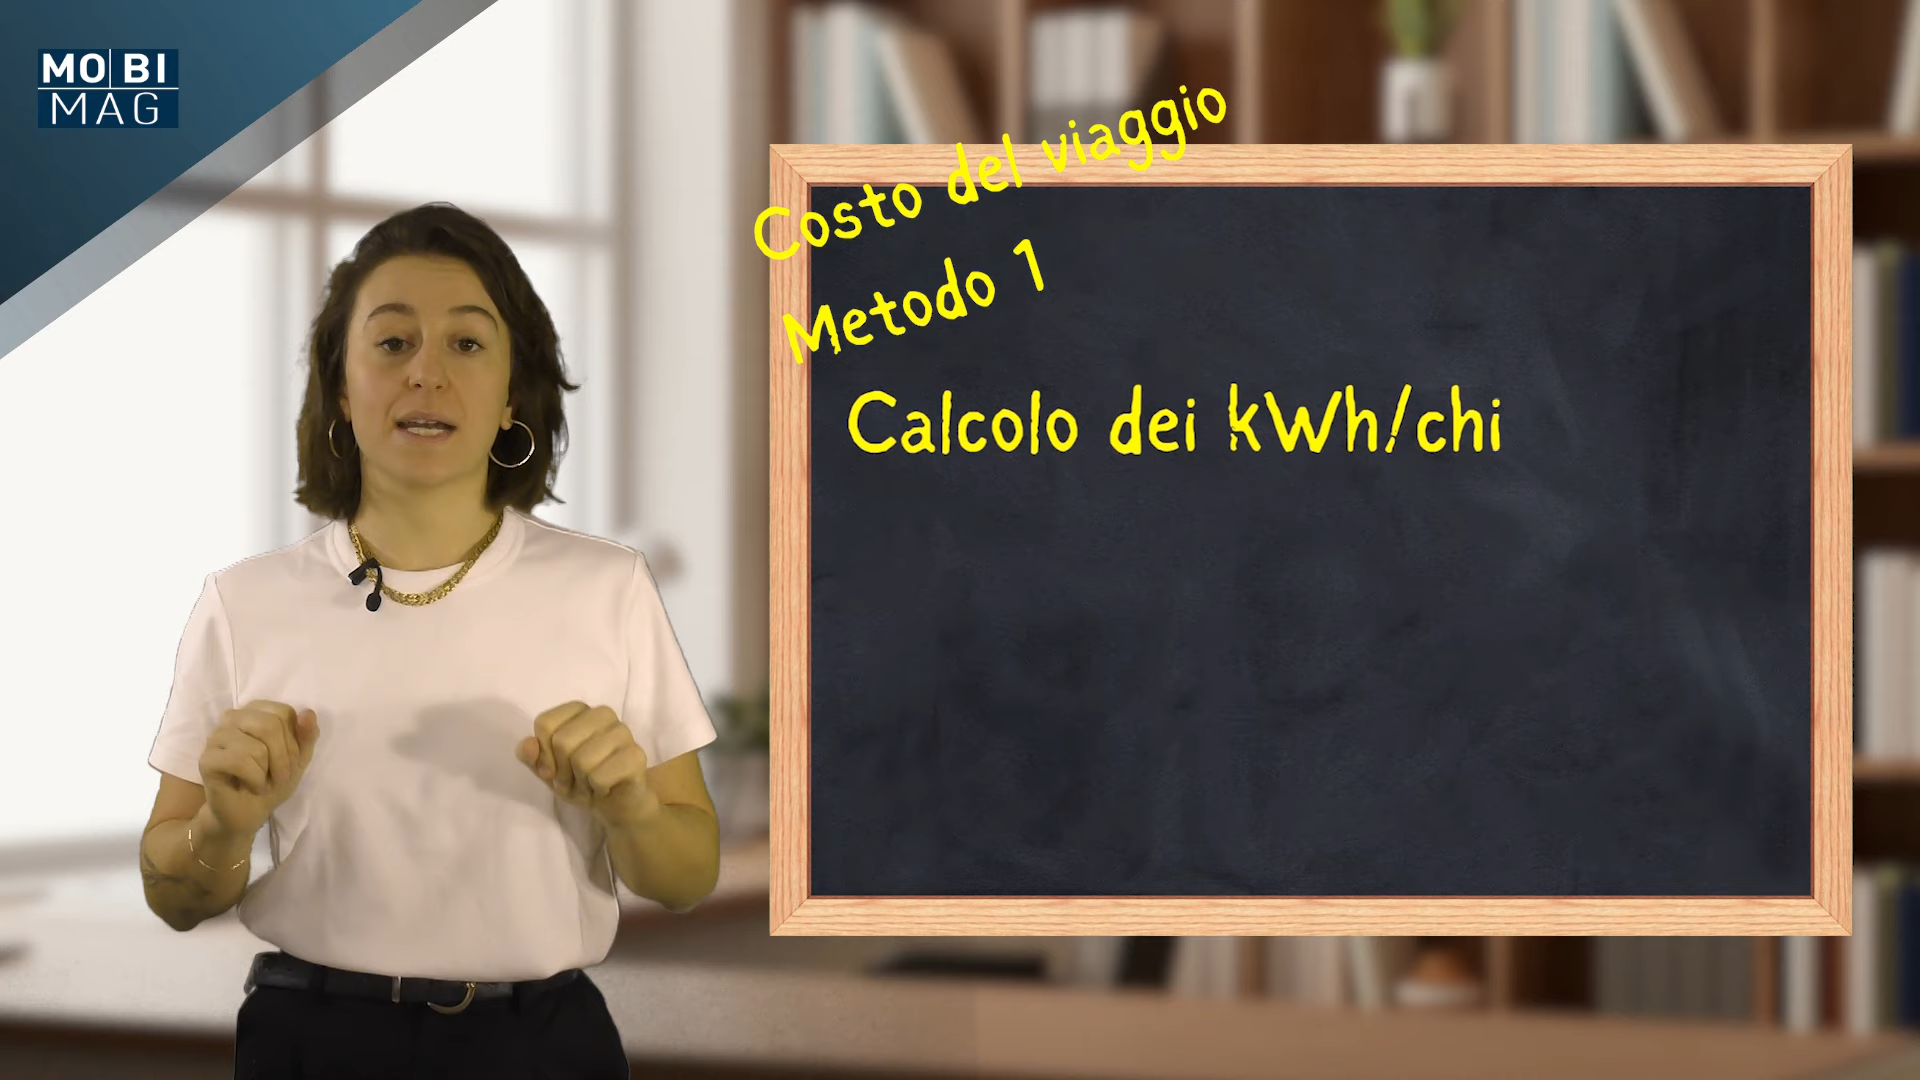 MO BI
MAG
Costo del viaggio
Metodo 1
Calcolo dei kWh/chi